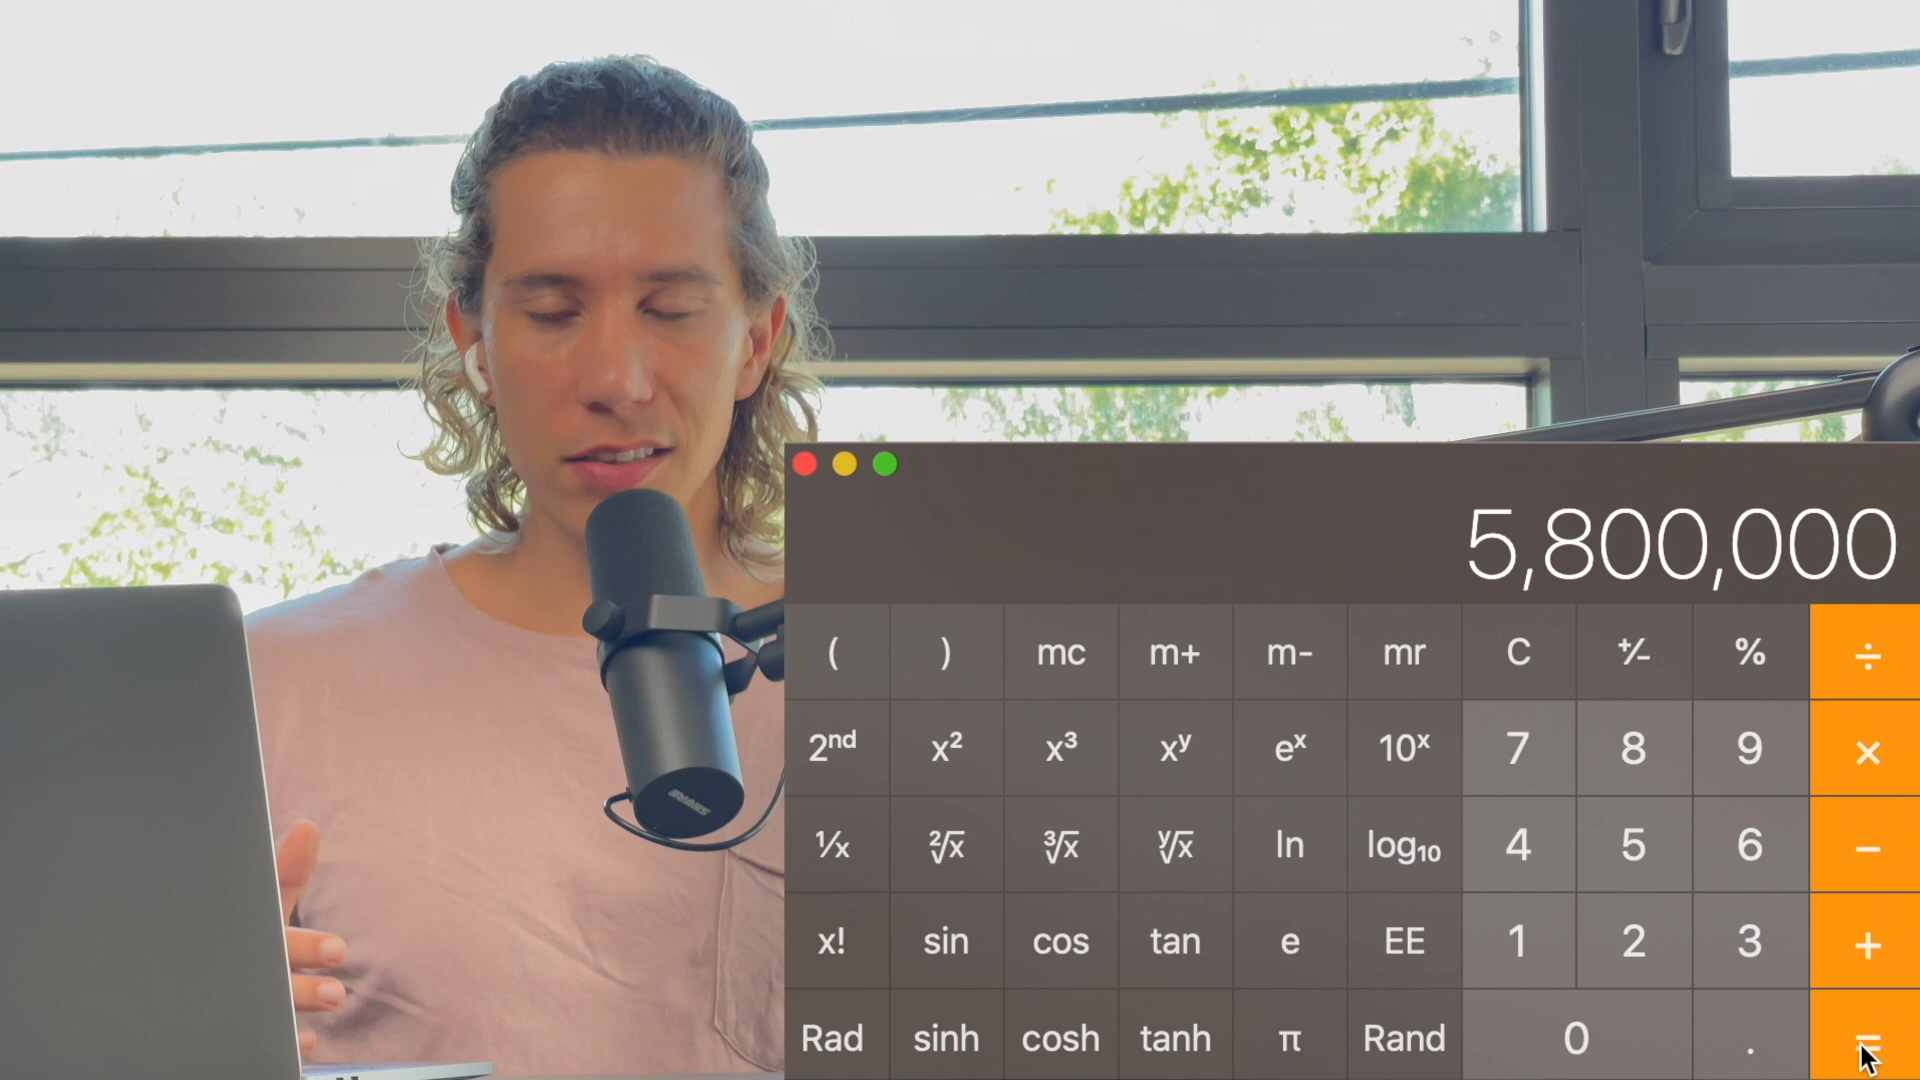 5,800,000
( ) mc m+ m- mr C ⁺⁄₋ % ÷
2ⁿᵈ x² x³ xʸ eˣ 10ˣ 7 8 9 ×
¹⁄ₓ ²√x ³√x ʸ√x ln log₁₀ 4 5 6 −
x! sin cos tan e EE 1 2 3 +
Rad sinh cosh tanh π Rand 0 . =
SHURE